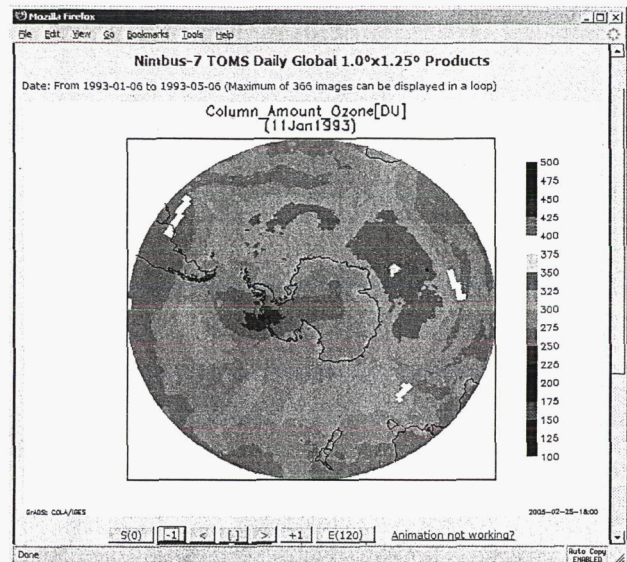 Mozilla Firefox
File Edit View Go Bookmarks Tools Help
Nimbus-7 TOMS Daily Global 1.0°x1.25° Products
Date: From 1993-01-06 to 1993-05-06 (Maximum of 366 images can be displayed in a loop)
Column_Amount_Ozone[DU]
(11Jan1993)
500
475
450
425
400
375
350
325
300
275
250
225
200
175
150
125
100
GrADS: COLA/IGES
2005-02-25-18:00
S(0) -1 < [ ] > +1 E(120) Animation not working?
Done
Auto Copy
ENABLED